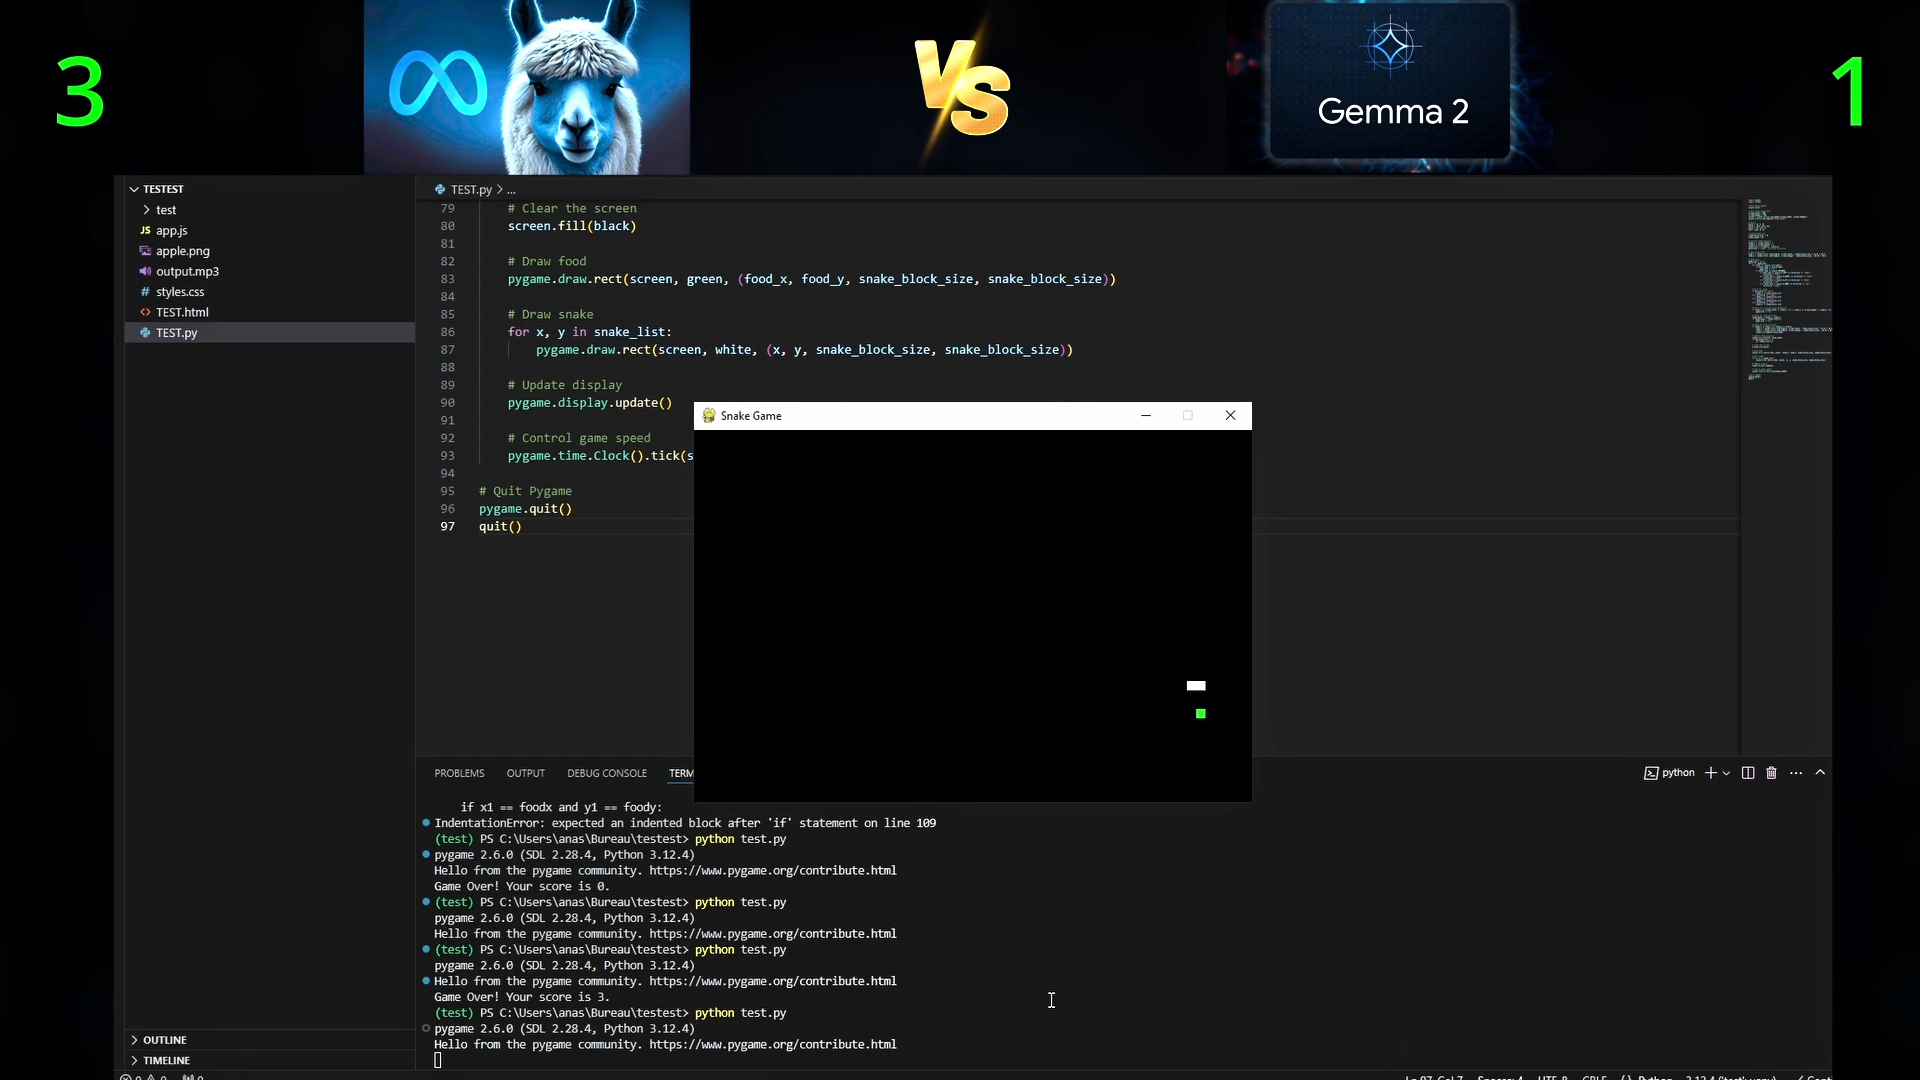 3
VS
Gemma 2
1
TESTEST
test
JS app.js
apple.png
output.mp3
# styles.css
<> TEST.html
TEST.py
TEST.py > ...
79 # Clear the screen
80 screen.fill(black)
81
82 # Draw food
83 pygame.draw.rect(screen, green, (food_x, food_y, snake_block_size, snake_block_size))
84
85 # Draw snake
86 for x, y in snake_list:
87 pygame.draw.rect(screen, white, (x, y, snake_block_size, snake_block_size))
88
89 # Update display
90 pygame.display.update()
91
92 # Control game speed
93 pygame.time.Clock().tick(s
94
95 # Quit Pygame
96 pygame.quit()
97 quit()
Snake Game
PROBLEMS OUTPUT DEBUG CONSOLE TERM
python
if x1 == foodx and y1 == foody:
IndentationError: expected an indented block after 'if' statement on line 109
(test) PS C:\Users\anas\Bureau\testest> python test.py
pygame 2.6.0 (SDL 2.28.4, Python 3.12.4)
Hello from the pygame community. https://www.pygame.org/contribute.html
Game Over! Your score is 0.
(test) PS C:\Users\anas\Bureau\testest> python test.py
pygame 2.6.0 (SDL 2.28.4, Python 3.12.4)
Hello from the pygame community. https://www.pygame.org/contribute.html
(test) PS C:\Users\anas\Bureau\testest> python test.py
pygame 2.6.0 (SDL 2.28.4, Python 3.12.4)
Hello from the pygame community. https://www.pygame.org/contribute.html
Game Over! Your score is 3.
(test) PS C:\Users\anas\Bureau\testest> python test.py
pygame 2.6.0 (SDL 2.28.4, Python 3.12.4)
Hello from the pygame community. https://www.pygame.org/contribute.html
OUTLINE
TIMELINE